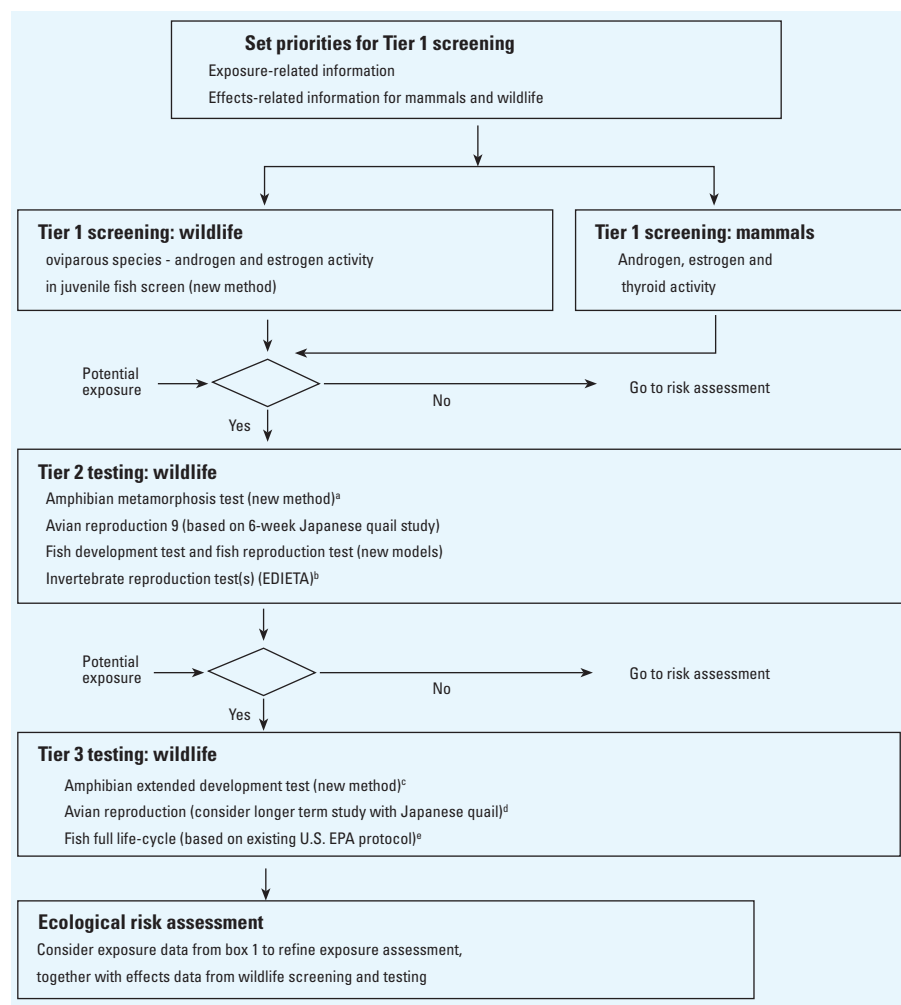 Set priorities for Tier 1 screening
Exposure-related information
Effects-related information for mammals and wildlife
Tier 1 screening: wildlife
oviparous species - androgen and estrogen activity
in juvenile fish screen (new method)
Tier 1 screening: mammals
Androgen, estrogen and
thyroid activity
Potential
exposure
No
Go to risk assessment
Yes
Tier 2 testing: wildlife
Amphibian metamorphosis test (new method)ᵃ
Avian reproduction 9 (based on 6-week Japanese quail study)
Fish development test and fish reproduction test (new models)
Invertebrate reproduction test(s) (EDIETA)ᵇ
Potential
exposure
No
Go to risk assessment
Yes
Tier 3 testing: wildlife
Amphibian extended development test (new method)ᶜ
Avian reproduction (consider longer term study with Japanese quail)ᵈ
Fish full life-cycle (based on existing U.S. EPA protocol)ᵉ
Ecological risk assessment
Consider exposure data from box 1 to refine exposure assessment,
together with effects data from wildlife screening and testing